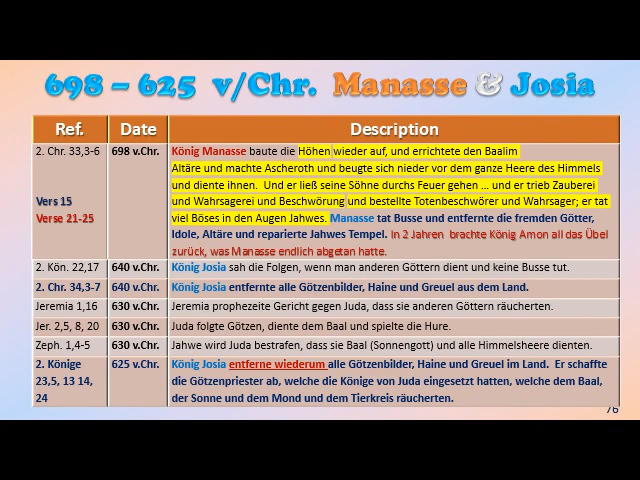 698 – 625 v/Chr. Manasse & Josia
Ref. Date Description
2. Chr. 33,3-6 698 v.Chr. König Manasse baute die Höhen wieder auf, und errichtete den Baalim
Altäre und machte Ascheroth und beugte sich nieder vor dem ganze Heere des Himmels
und diente ihnen. Und er ließ seine Söhne durchs Feuer gehen ... und er trieb Zauberei
Vers 15 und Wahrsagerei und Beschwörung und bestellte Totenbeschwörer und Wahrsager; er tat
Verse 21-25 viel Böses in den Augen Jahwes. Manasse tat Busse und entfernte die fremden Götter,
Idole, Altäre und reparierte Jahwes Tempel. In 2 Jahren brachte König Amon all das Übel
zurück, was Manasse endlich abgetan hatte.
2. Kön. 22,17 640 v.Chr. König Josia sah die Folgen, wenn man anderen Göttern dient und keine Busse tut.
2. Chr. 34,3-7 640 v.Chr. König Josia entfernte alle Götzenbilder, Haine und Greuel aus dem Land.
Jeremia 1,16 630 v.Chr. Jeremia prophezeite Gericht gegen Juda, dass sie anderen Göttern räucherten.
Jer. 2,5, 8, 20 630 v.Chr. Juda folgte Götzen, diente dem Baal und spielte die Hure.
Zeph. 1,4-5 630 v.Chr. Jahwe wird Juda bestrafen, dass sie Baal (Sonnengott) und alle Himmelsheere dienten.
2. Könige 625 v.Chr. König Josia entferne wiederum alle Götzenbilder, Haine und Greuel im Land. Er schaffte
23,5, 13 14, die Götzenpriester ab, welche die Könige von Juda eingesetzt hatten, welche dem Baal,
24 der Sonne und dem Mond und dem Tierkreis räucherten.
76